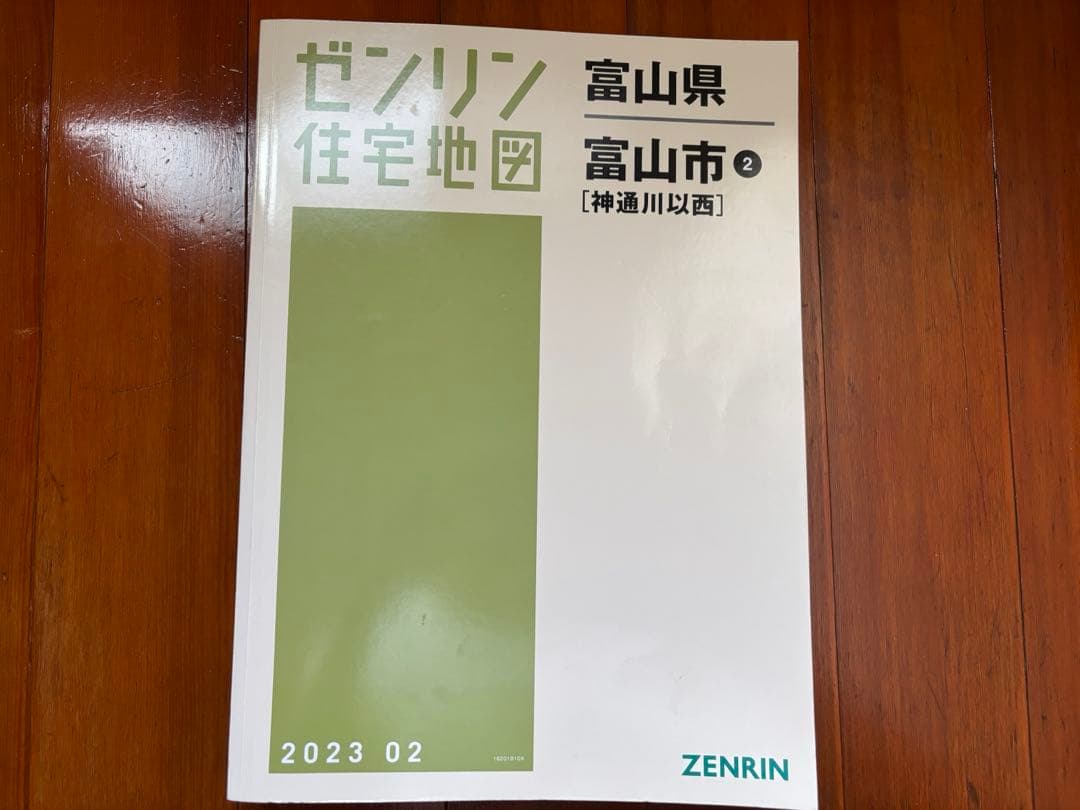 ゼンリン
住宅地図
富山県
富山市 2
[神通川以西]
2023 02
ZENRIN